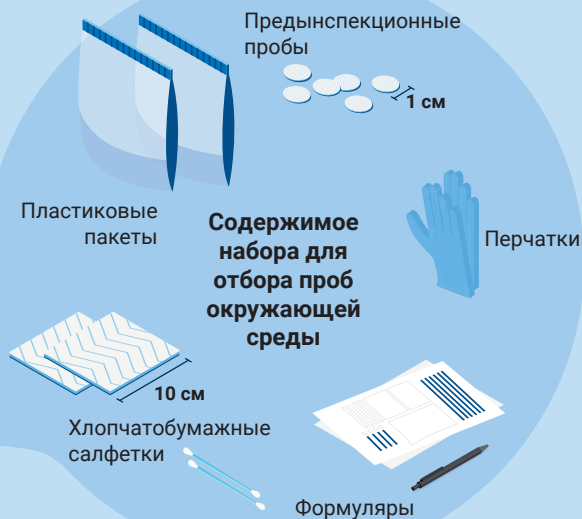 Предынспекционные
пробы
1 см
Пластиковые
пакеты
Содержимое
набора для
отбора проб
окружающей
среды
Перчатки
10 см
Хлопчатобумажные
салфетки
Формуляры